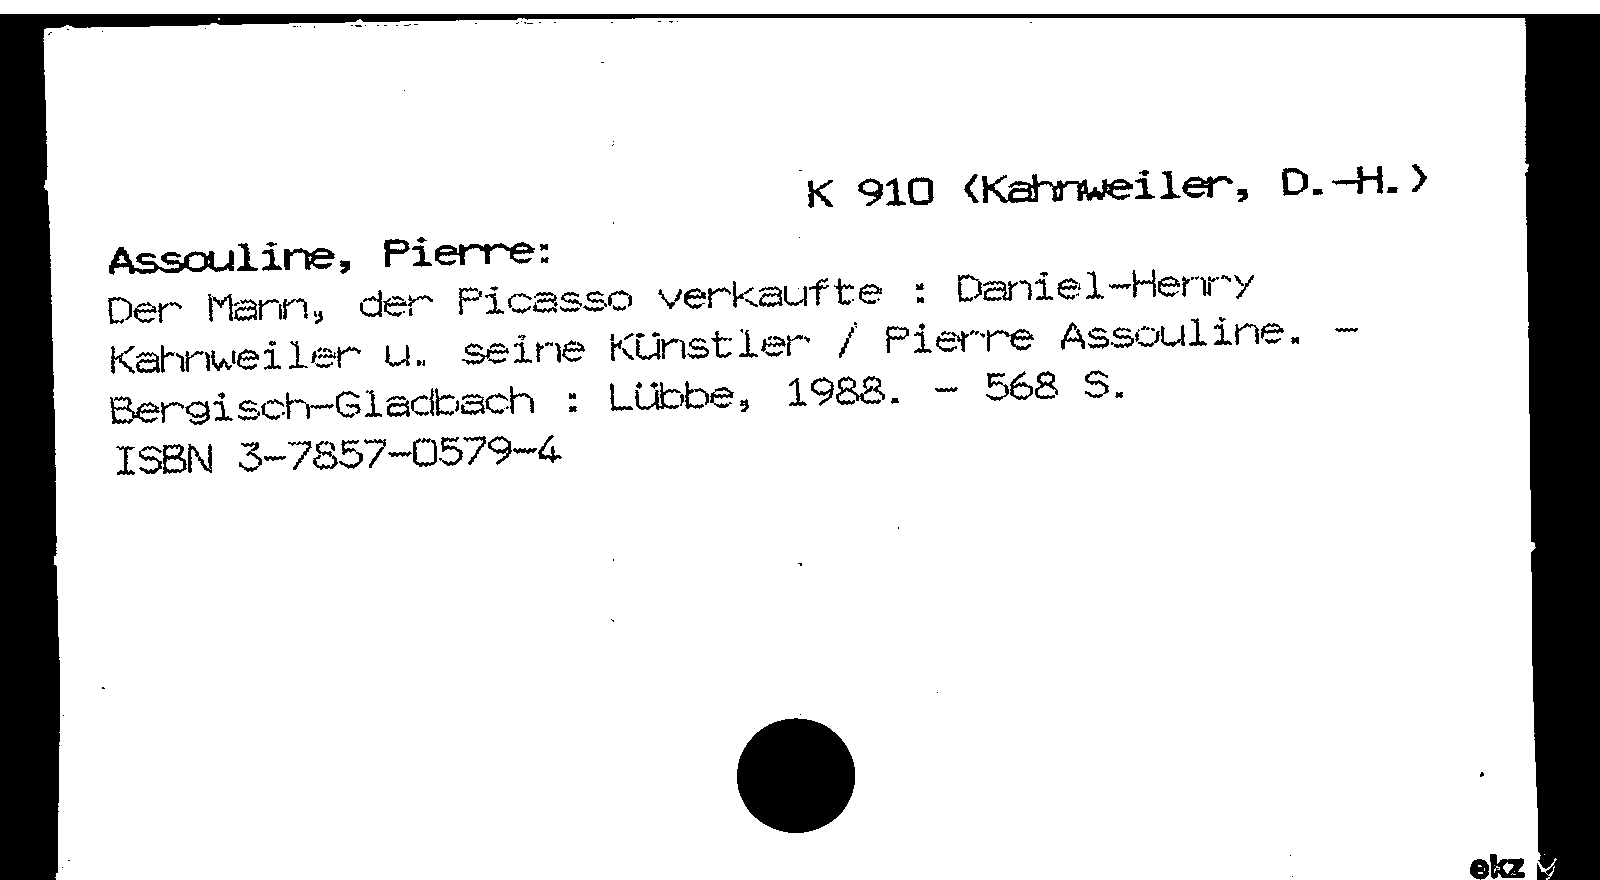 K 910 (Kahnweiler, D.-H.)
Assouline, Pierre:
Der Mann, der Picasso verkaufte : Daniel-Henry
Kahnweiler u. seine Künstler / Pierre Assouline. -
Bergisch-Gladbach : Lübbe, 1988. - 568 S.
ISBN 3-7857-0579-4
ekz